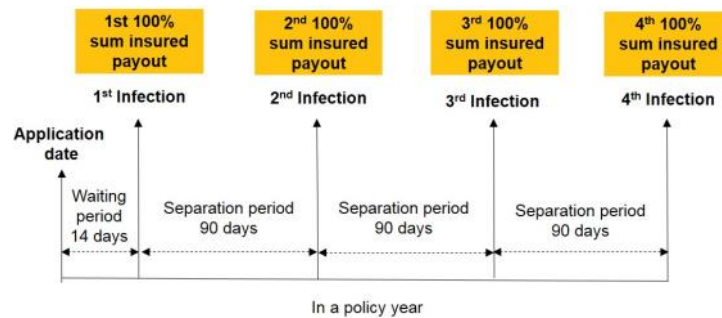 1st 100%
sum insured
payout
2nd 100%
sum insured
payout
3rd 100%
sum insured
payout
4th 100%
sum insured
payout
1st Infection
2nd Infection
3rd Infection
4th Infection
Application
date
Waiting
period
14 days
Separation period
90 days
Separation period
90 days
Separation period
90 days
In a policy year